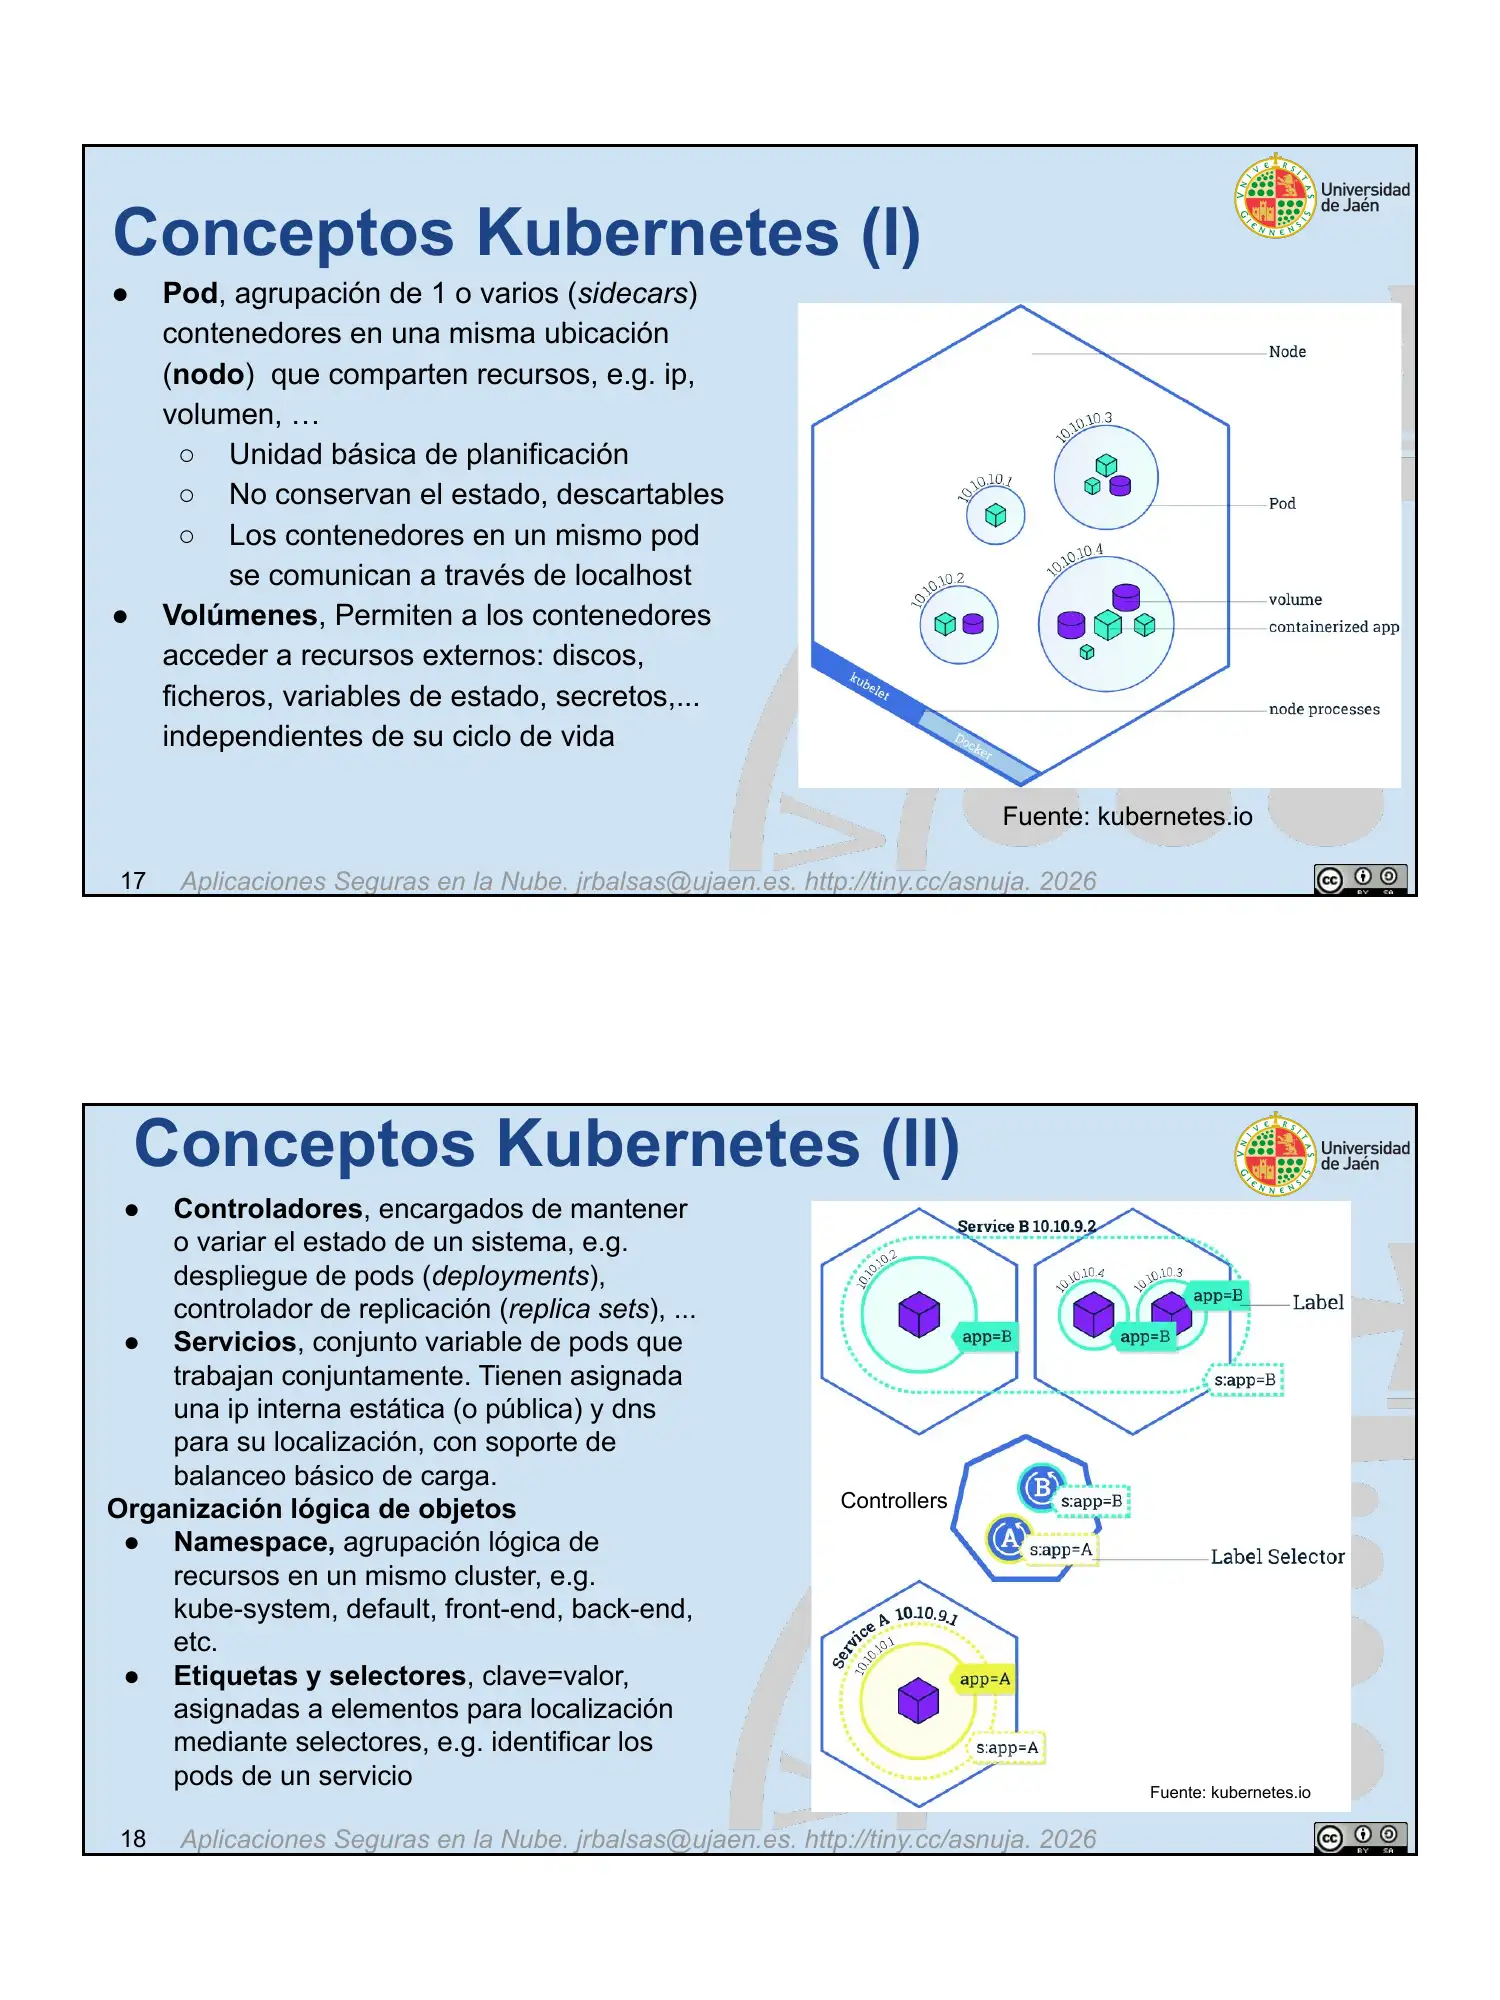 Conceptos Kubernetes (I)
Universidad
de Jaén
UNIVERSITAS GIENNENSIS
● Pod, agrupación de 1 o varios (sidecars)
contenedores en una misma ubicación
(nodo)  que comparten recursos, e.g. ip,
volumen, …
○ Unidad básica de planificación
○ No conservan el estado, descartables
○ Los contenedores en un mismo pod
se comunican a través de localhost
● Volúmenes, Permiten a los contenedores
acceder a recursos externos: discos,
ficheros, variables de estado, secretos,...
independientes de su ciclo de vida
Node
10.10.10.3
10.10.10.1
Pod
10.10.10.4
10.10.10.2
volume
containerized app
kubelet
node processes
Docker
Fuente: kubernetes.io
17 Aplicaciones Seguras en la Nube. jrbalsas@ujaen.es. http://tiny.cc/asnuja. 2026
cc BY SA
Conceptos Kubernetes (II)
Universidad
de Jaén
UNIVERSITAS GIENNENSIS
● Controladores, encargados de mantener
o variar el estado de un sistema, e.g.
despliegue de pods (deployments),
controlador de replicación (replica sets), ...
● Servicios, conjunto variable de pods que
trabajan conjuntamente. Tienen asignada
una ip interna estática (o pública) y dns
para su localización, con soporte de
balanceo básico de carga.
Organización lógica de objetos
● Namespace, agrupación lógica de
recursos en un mismo cluster, e.g.
kube-system, default, front-end, back-end,
etc.
● Etiquetas y selectores, clave=valor,
asignadas a elementos para localización
mediante selectores, e.g. identificar los
pods de un servicio
Service B 10.10.9.2
10.10.10.2
10.10.10.4
10.10.10.3
app=B
Label
app=B
app=B
s:app=B
Controllers
B
s:app=B
A
s:app=A
Label Selector
Service A 10.10.9.1
10.10.10.1
app=A
s:app=A
Fuente: kubernetes.io
18 Aplicaciones Seguras en la Nube. jrbalsas@ujaen.es. http://tiny.cc/asnuja. 2026
cc BY SA